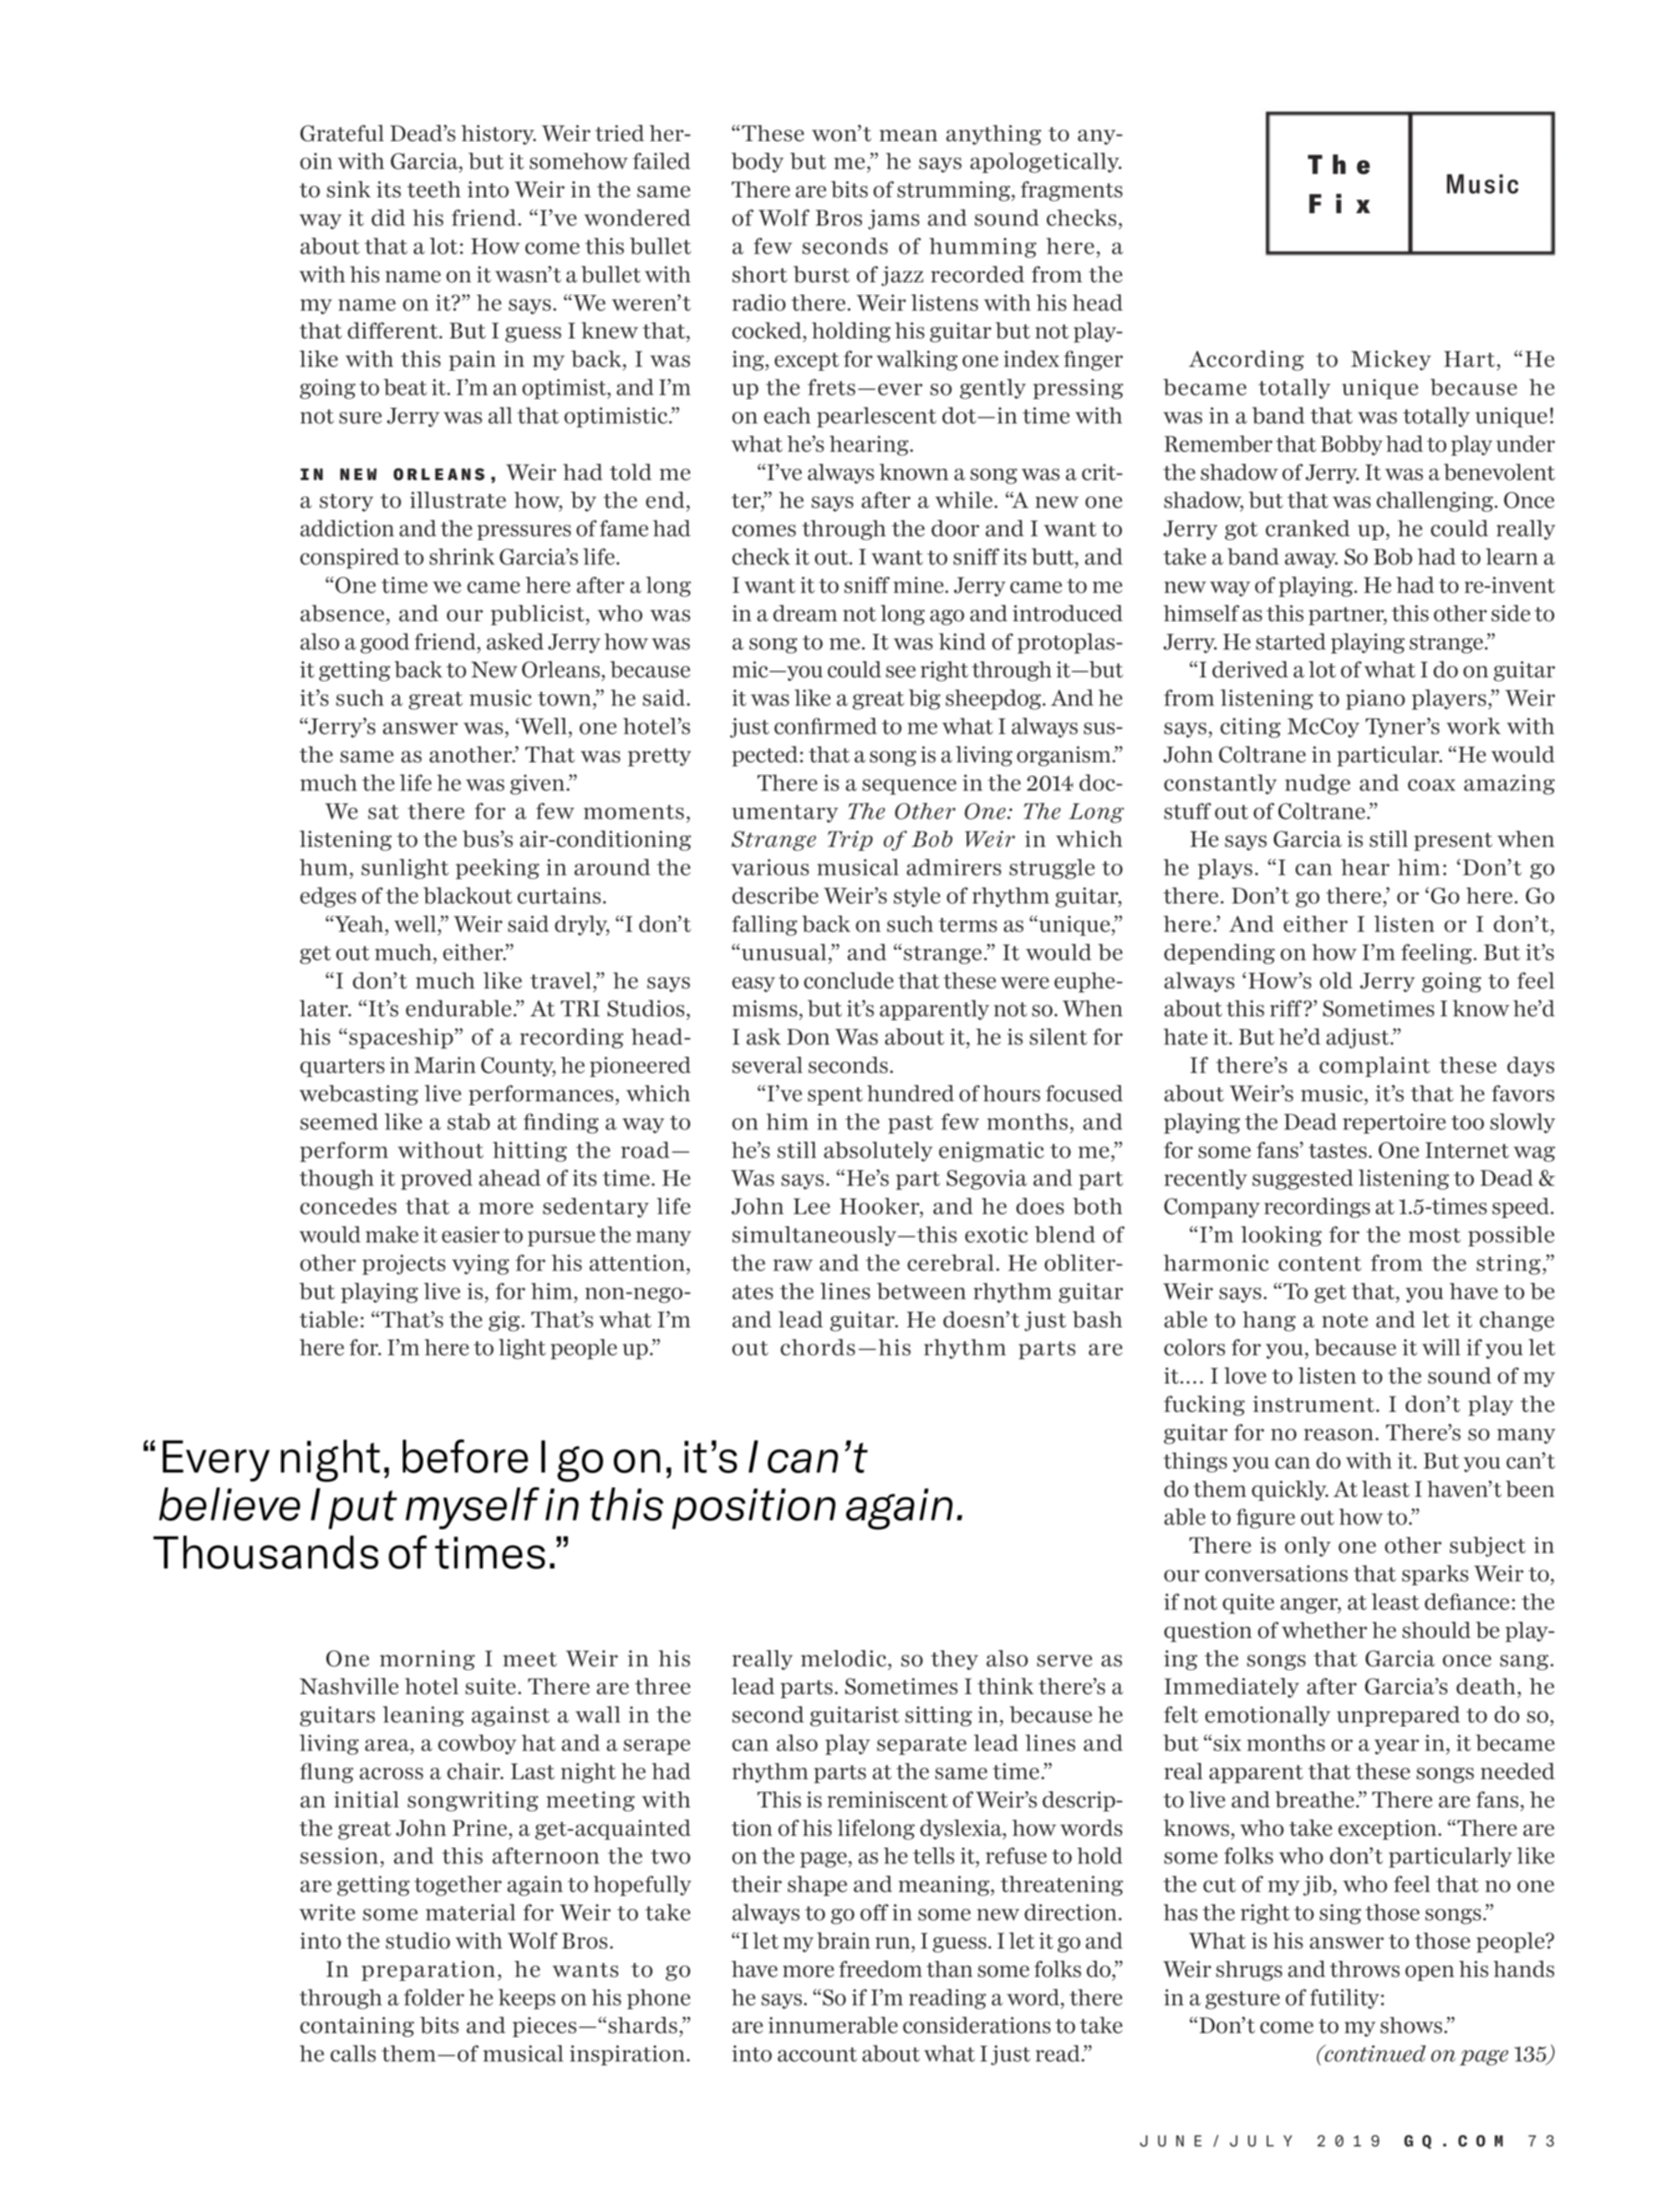 Grateful Dead’s history. Weir tried her-
oin with Garcia, but it somehow failed
to sink its teeth into Weir in the same
way it did his friend. “I’ve wondered
about that a lot: How come this bullet
with his name on it wasn’t a bullet with
my name on it?” he says. “We weren’t
that different. But I guess I knew that,
like with this pain in my back, I was
going to beat it. I’m an optimist, and I’m
not sure Jerry was all that optimistic.”
IN NEW ORLEANS, Weir had told me
a story to illustrate how, by the end,
addiction and the pressures of fame had
conspired to shrink Garcia’s life.
“One time we came here after a long
absence, and our publicist, who was
also a good friend, asked Jerry how was
it getting back to New Orleans, because
it’s such a great music town,” he said.
“Jerry’s answer was, ‘Well, one hotel’s
the same as another.’ That was pretty
much the life he was given.”
We sat there for a few moments,
listening to the bus’s air-conditioning
hum, sunlight peeking in around the
edges of the blackout curtains.
“Yeah, well,” Weir said dryly, “I don’t
get out much, either.”
“I don’t much like travel,” he says
later. “It’s endurable.” At TRI Studios,
his “spaceship” of a recording head-
quarters in Marin County, he pioneered
webcasting live performances, which
seemed like a stab at finding a way to
perform without hitting the road—
though it proved ahead of its time. He
concedes that a more sedentary life
would make it easier to pursue the many
other projects vying for his attention,
but playing live is, for him, non-nego-
tiable: “That’s the gig. That’s what I’m
here for. I’m here to light people up.”
“Every night, before I go on, it’s I can’t
believe I put myself in this position again.
Thousands of times.”
One morning I meet Weir in his
Nashville hotel suite. There are three
guitars leaning against a wall in the
living area, a cowboy hat and a serape
flung across a chair. Last night he had
an initial songwriting meeting with
the great John Prine, a get-acquainted
session, and this afternoon the two
are getting together again to hopefully
write some material for Weir to take
into the studio with Wolf Bros.
In preparation, he wants to go
through a folder he keeps on his phone
containing bits and pieces—“shards,”
he calls them—of musical inspiration.
“These won’t mean anything to any-
body but me,” he says apologetically.
There are bits of strumming, fragments
of Wolf Bros jams and sound checks,
a few seconds of humming here, a
short burst of jazz recorded from the
radio there. Weir listens with his head
cocked, holding his guitar but not play-
ing, except for walking one index finger
up the frets—ever so gently pressing
on each pearlescent dot—in time with
what he’s hearing.
“I’ve always known a song was a crit-
ter,” he says after a while. “A new one
comes through the door and I want to
check it out. I want to sniff its butt, and
I want it to sniff mine. Jerry came to me
in a dream not long ago and introduced
a song to me. It was kind of protoplas-
mic—you could see right through it—but
it was like a great big sheepdog. And he
just confirmed to me what I always sus-
pected: that a song is a living organism.”
There is a sequence in the 2014 doc-
umentary The Other One: The Long
Strange Trip of Bob Weir in which
various musical admirers struggle to
describe Weir’s style of rhythm guitar,
falling back on such terms as “unique,”
“unusual,” and “strange.” It would be
easy to conclude that these were euphe-
misms, but it’s apparently not so. When
I ask Don Was about it, he is silent for
several seconds.
“I’ve spent hundred of hours focused
on him in the past few months, and
he’s still absolutely enigmatic to me,”
Was says. “He’s part Segovia and part
John Lee Hooker, and he does both
simultaneously—this exotic blend of
the raw and the cerebral. He obliter-
ates the lines between rhythm guitar
and lead guitar. He doesn’t just bash
out chords—his rhythm parts are
really melodic, so they also serve as
lead parts. Sometimes I think there’s a
second guitarist sitting in, because he
can also play separate lead lines and
rhythm parts at the same time.”
This is reminiscent of Weir’s descrip-
tion of his lifelong dyslexia, how words
on the page, as he tells it, refuse to hold
their shape and meaning, threatening
always to go off in some new direction.
“I let my brain run, I guess. I let it go and
have more freedom than some folks do,”
he says. “So if I’m reading a word, there
are innumerable considerations to take
into account about what I just read.”
The
Fix
Music
According to Mickey Hart, “He
became totally unique because he
was in a band that was totally unique!
Remember that Bobby had to play under
the shadow of Jerry. It was a benevolent
shadow, but that was challenging. Once
Jerry got cranked up, he could really
take a band away. So Bob had to learn a
new way of playing. He had to re-invent
himself as this partner, this other side to
Jerry. He started playing strange.”
“I derived a lot of what I do on guitar
from listening to piano players,” Weir
says, citing McCoy Tyner’s work with
John Coltrane in particular. “He would
constantly nudge and coax amazing
stuff out of Coltrane.”
He says Garcia is still present when
he plays. “I can hear him: ‘Don’t go
there. Don’t go there,’ or ‘Go here. Go
here.’ And either I listen or I don’t,
depending on how I’m feeling. But it’s
always ‘How’s old Jerry going to feel
about this riff?’ Sometimes I know he’d
hate it. But he’d adjust.”
If there’s a complaint these days
about Weir’s music, it’s that he favors
playing the Dead repertoire too slowly
for some fans’ tastes. One Internet wag
recently suggested listening to Dead &
Company recordings at 1.5-times speed.
“I’m looking for the most possible
harmonic content from the string,”
Weir says. “To get that, you have to be
able to hang a note and let it change
colors for you, because it will if you let
it.... I love to listen to the sound of my
fucking instrument. I don’t play the
guitar for no reason. There’s so many
things you can do with it. But you can’t
do them quickly. At least I haven’t been
able to figure out how to.”
There is only one other subject in
our conversations that sparks Weir to,
if not quite anger, at least defiance: the
question of whether he should be play-
ing the songs that Garcia once sang.
Immediately after Garcia’s death, he
felt emotionally unprepared to do so,
but “six months or a year in, it became
real apparent that these songs needed
to live and breathe.” There are fans, he
knows, who take exception. “There are
some folks who don’t particularly like
the cut of my jib, who feel that no one
has the right to sing those songs.”
What is his answer to those people?
Weir shrugs and throws open his hands
in a gesture of futility:
“Don’t come to my shows.”
(continued on page 135)
JUNE/JULY 2019 GQ.COM 73